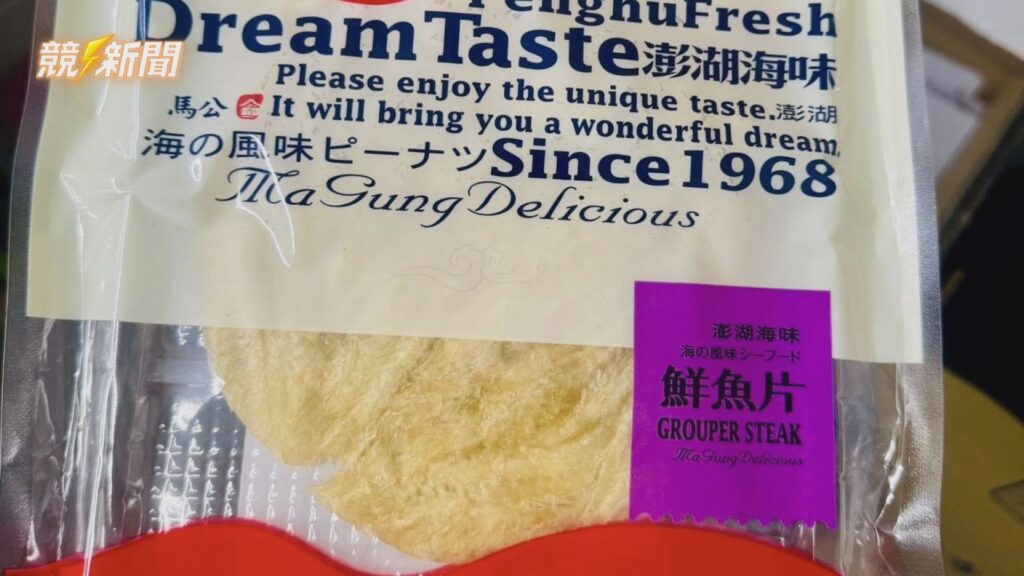 競新聞
PenghuFresh
DreamTaste澎湖海味
Please enjoy the unique taste.澎湖
馬公 It will bring you a wonderful dream.
海の風味ピーナツSince1968
MaGung Delicious
澎湖海味
海の風味シーフード
鮮魚片
GROUPER STEAK
MaGung Delicious